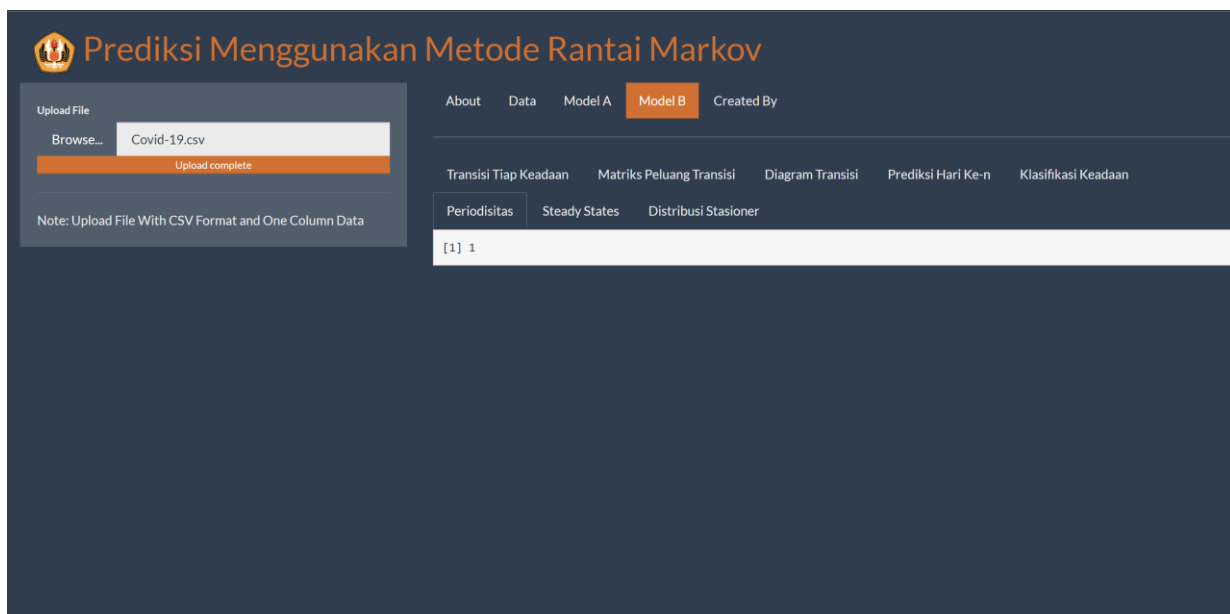 Prediksi Menggunakan Metode Rantai Markov
Upload File
Browse... Covid-19.csv
Upload complete
Note: Upload File With CSV Format and One Column Data
About Data Model A Model B Created By
Transisi Tiap Keadaan Matriks Peluang Transisi Diagram Transisi Prediksi Hari Ke-n Klasifikasi Keadaan
Periodisitas Steady States Distribusi Stasioner
[1] 1